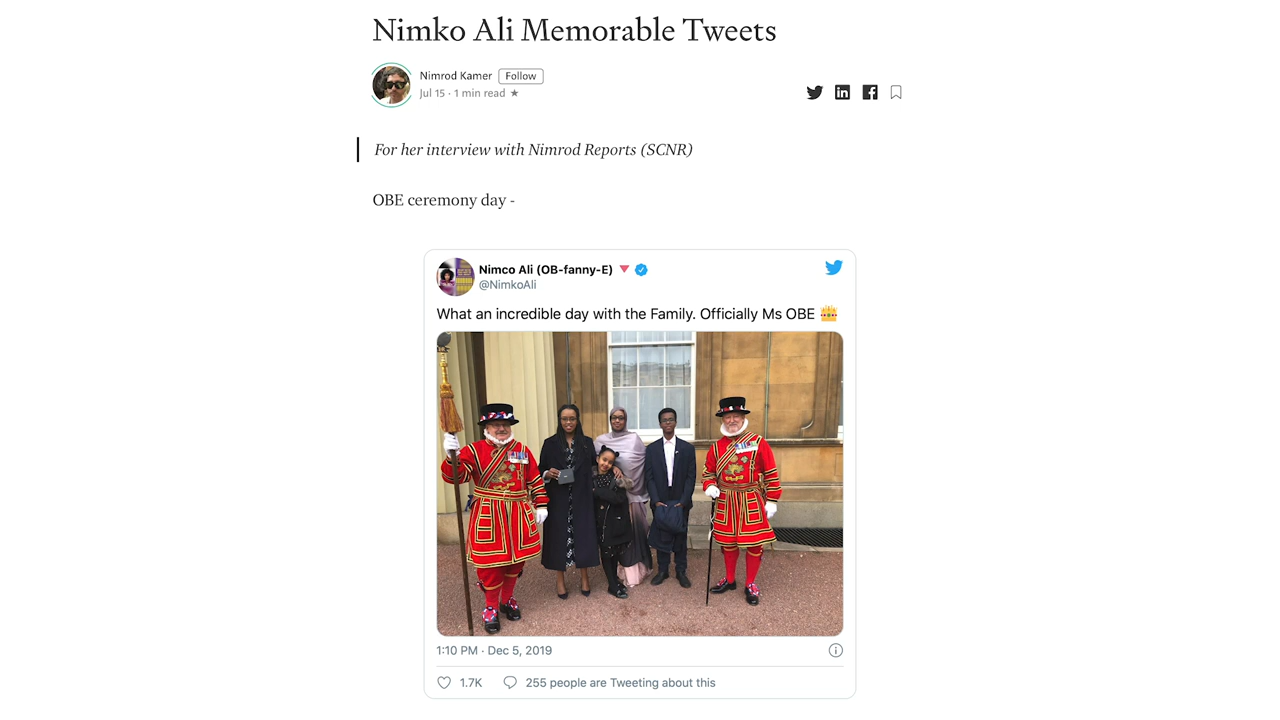 Nimko Ali Memorable Tweets
Nimrod Kamer Follow
Jul 15 · 1 min read ★
For her interview with Nimrod Reports (SCNR)
OBE ceremony day -
Nimco Ali (OB-fanny-E) 🔻
@NimkoAli
What an incredible day with the Family. Officially Ms OBE 👑
1:10 PM · Dec 5, 2019
1.7K 255 people are Tweeting about this